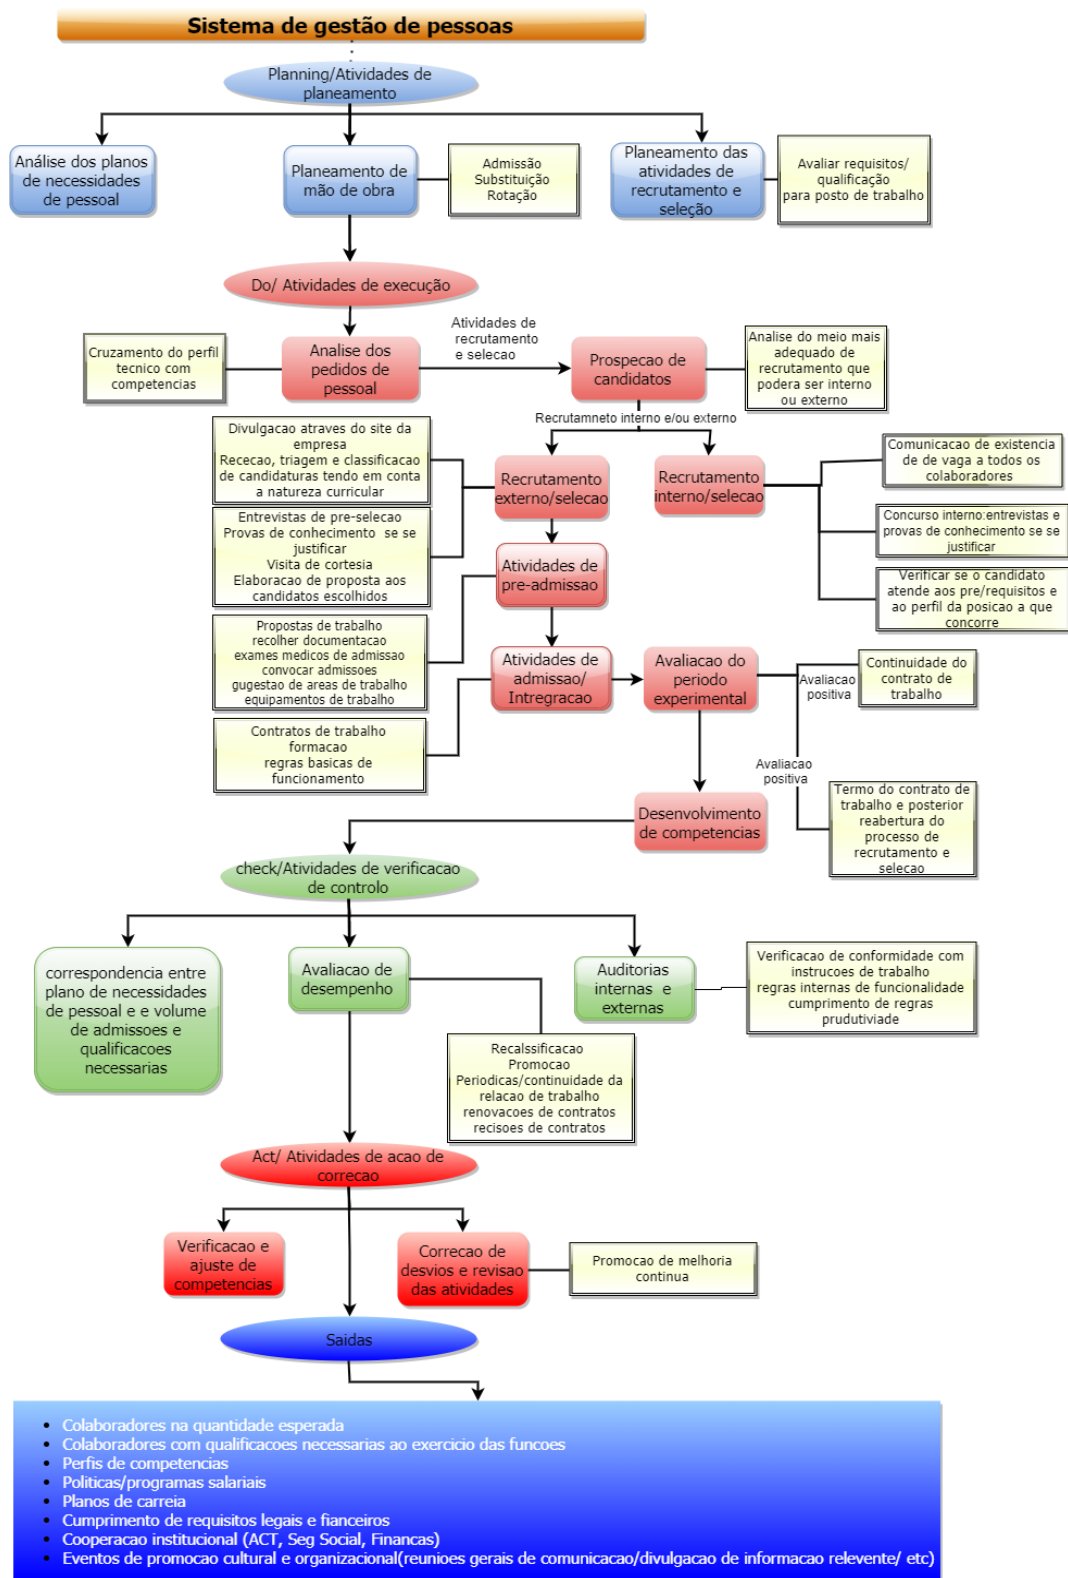 Sistema de gestão de pessoas
Planning/Atividades de
planeamento
Análise dos planos
de necessidades
de pessoal
Planeamento de
mão de obra
Admissão
Substituição
Rotação
Planeamento das
atividades de
recrutamento e
seleção
Avaliar requisitos/
qualificação
para posto de trabalho
Do/ Atividades de execução
Cruzamento do perfil
tecnico com
competencias
Analise dos
pedidos de
pessoal
Atividades de
recrutamento
e selecao
Prospecao de
candidatos
Analise do meio mais
adequado de
recrutamento que
podera ser interno
ou externo
Recrutamneto interno e/ou externo
Divulgacao atraves do site da
empresa
Rececao, triagem e classificacao
de candidaturas tendo em conta
a natureza curricular
Recrutamento
externo/selecao
Recrutamento
interno/selecao
Comunicacao de existencia
de de vaga a todos os
colaboradores
Entrevistas de pre-selecao
Provas de conhecimento se se
justificar
Visita de cortesia
Elaboracao de proposta aos
candidatos escolhidos
Concurso interno:entrevistas e
provas de conhecimento se se
justificar
Atividades de
pre-admissao
Verificar se o candidato
atende aos pre/requisitos e
ao perfil da posicao a que
concorre
Propostas de trabalho
recolher documentacao
exames medicos de admissao
convocar admissoes
gugestao de areas de trabalho
equipamentos de trabalho
Atividades de
admissao/
Intregracao
Avaliacao do
periodo
experimental
Avaliacao
positiva
Continuidade do
contrato de
trabalho
Contratos de trabalho
formacao
regras basicas de
funcionamento
Avaliacao
positiva
Desenvolvimento
de competencias
Termo do contrato de
trabalho e posterior
reabertura do
processo de
recrutamento e
selecao
check/Atividades de verificacao
de controlo
correspondencia entre
plano de necessidades
de pessoal e e volume
de admissoes e
qualificacoes
necessarias
Avaliacao de
desempenho
Auditorias
internas e
externas
Verificacao de conformidade com
instrucoes de trabalho
regras internas de funcionalidade
cumprimento de regras
prudutiviade
Recalssificacao
Promocao
Periodicas/continuidade da
relacao de trabalho
renovacoes de contratos
recisoes de contratos
Act/ Atividades de acao de
correcao
Verificacao e
ajuste de
competencias
Correcao de
desvios e revisao
das atividades
Promocao de melhoria
continua
Saidas
• Colaboradores na quantidade esperada
• Colaboradores com qualificacoes necessarias ao exercicio das funcoes
• Perfis de competencias
• Politicas/programas salariais
• Planos de carreia
• Cumprimento de requisitos legais e fianceiros
• Cooperacao institucional (ACT, Seg Social, Financas)
• Eventos de promocao cultural e organizacional(reunioes gerais de comunicacao/divulgacao de informacao relevente/ etc)